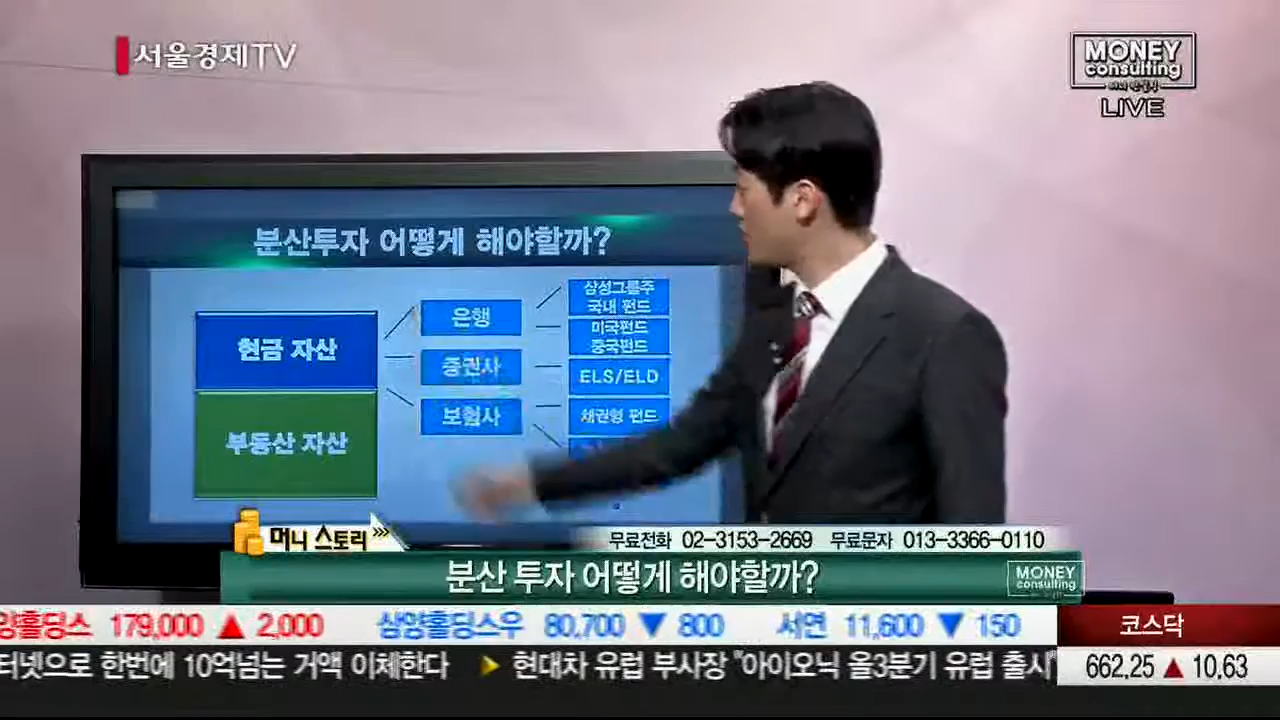 서울경제TV
MONEY
consulting
LIVE
분산투자 어떻게 해야할까?
현금 자산
부동산 자산
은행
증권사
보험사
삼성그룹주
국내 펀드
미국펀드
중국펀드
ELS/ELD
채권형 펀드
머니 스토리
무료전화 02-3153-2669 무료문자 013-3366-0110
분산 투자 어떻게 해야할까?
MONEY
consulting
양홀딩스 179,000 ▲ 2,000 삼양홀딩스우 80,700 ▼ 800 서연 11,600 ▼ 150
코스닥
터넷으로 한번에 10억넘는 거액 이체한다 ▶ 현대차 유럽 부사장 "아이오닉 올3분기 유럽 출시"
662.25 ▲ 10.63